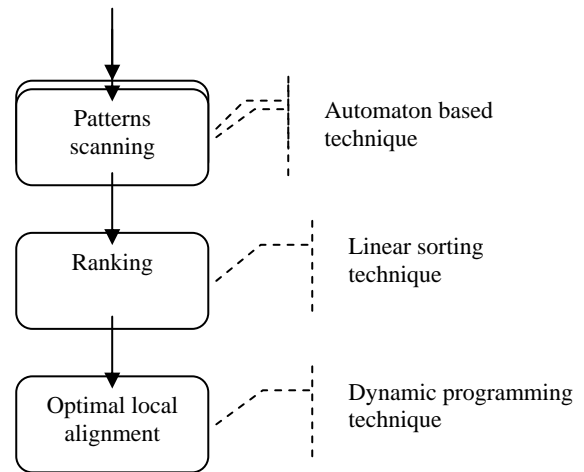 Patterns
scanning
Automaton based
technique
Ranking
Linear sorting
technique
Optimal local
alignment
Dynamic programming
technique